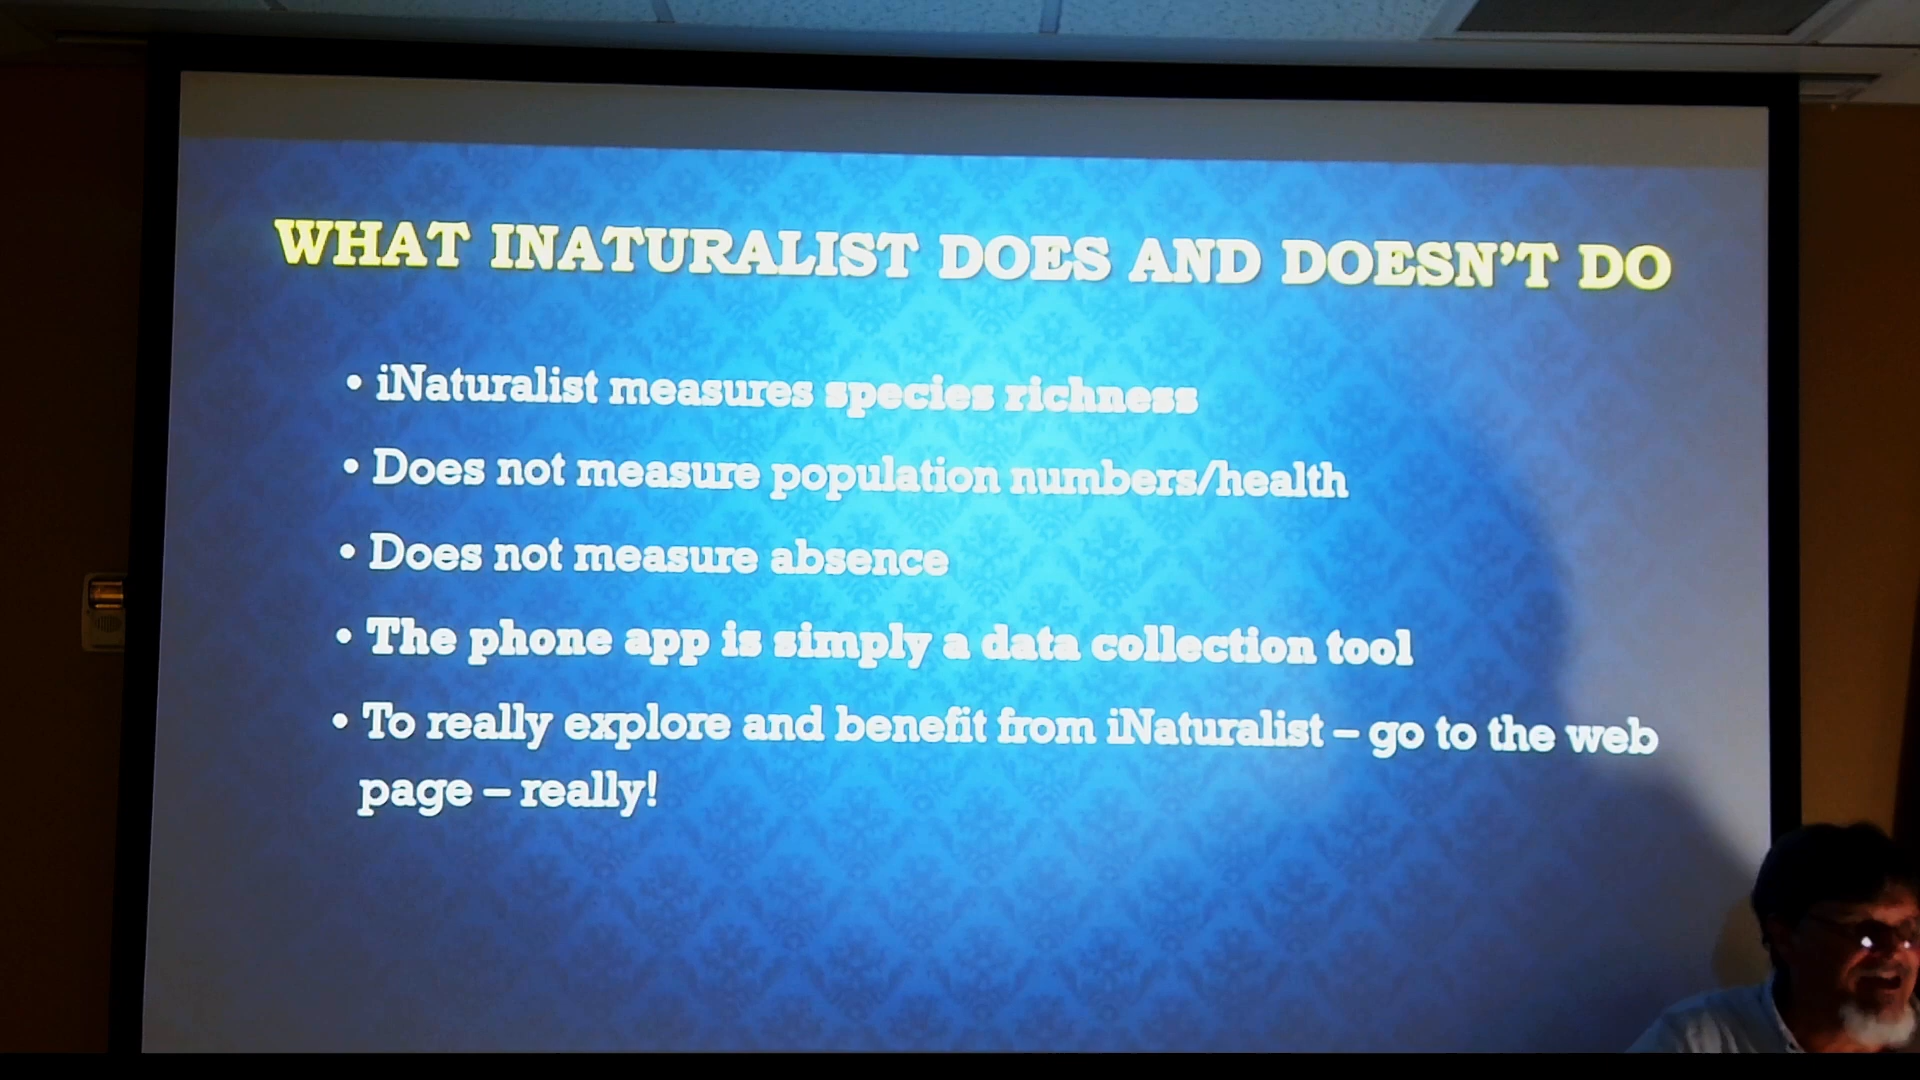 WHAT INATURALIST DOES AND DOESN'T DO
• iNaturalist measures species richness
• Does not measure population numbers/health
• Does not measure absence
• The phone app is simply a data collection tool
• To really explore and benefit from iNaturalist – go to the web
page – really!